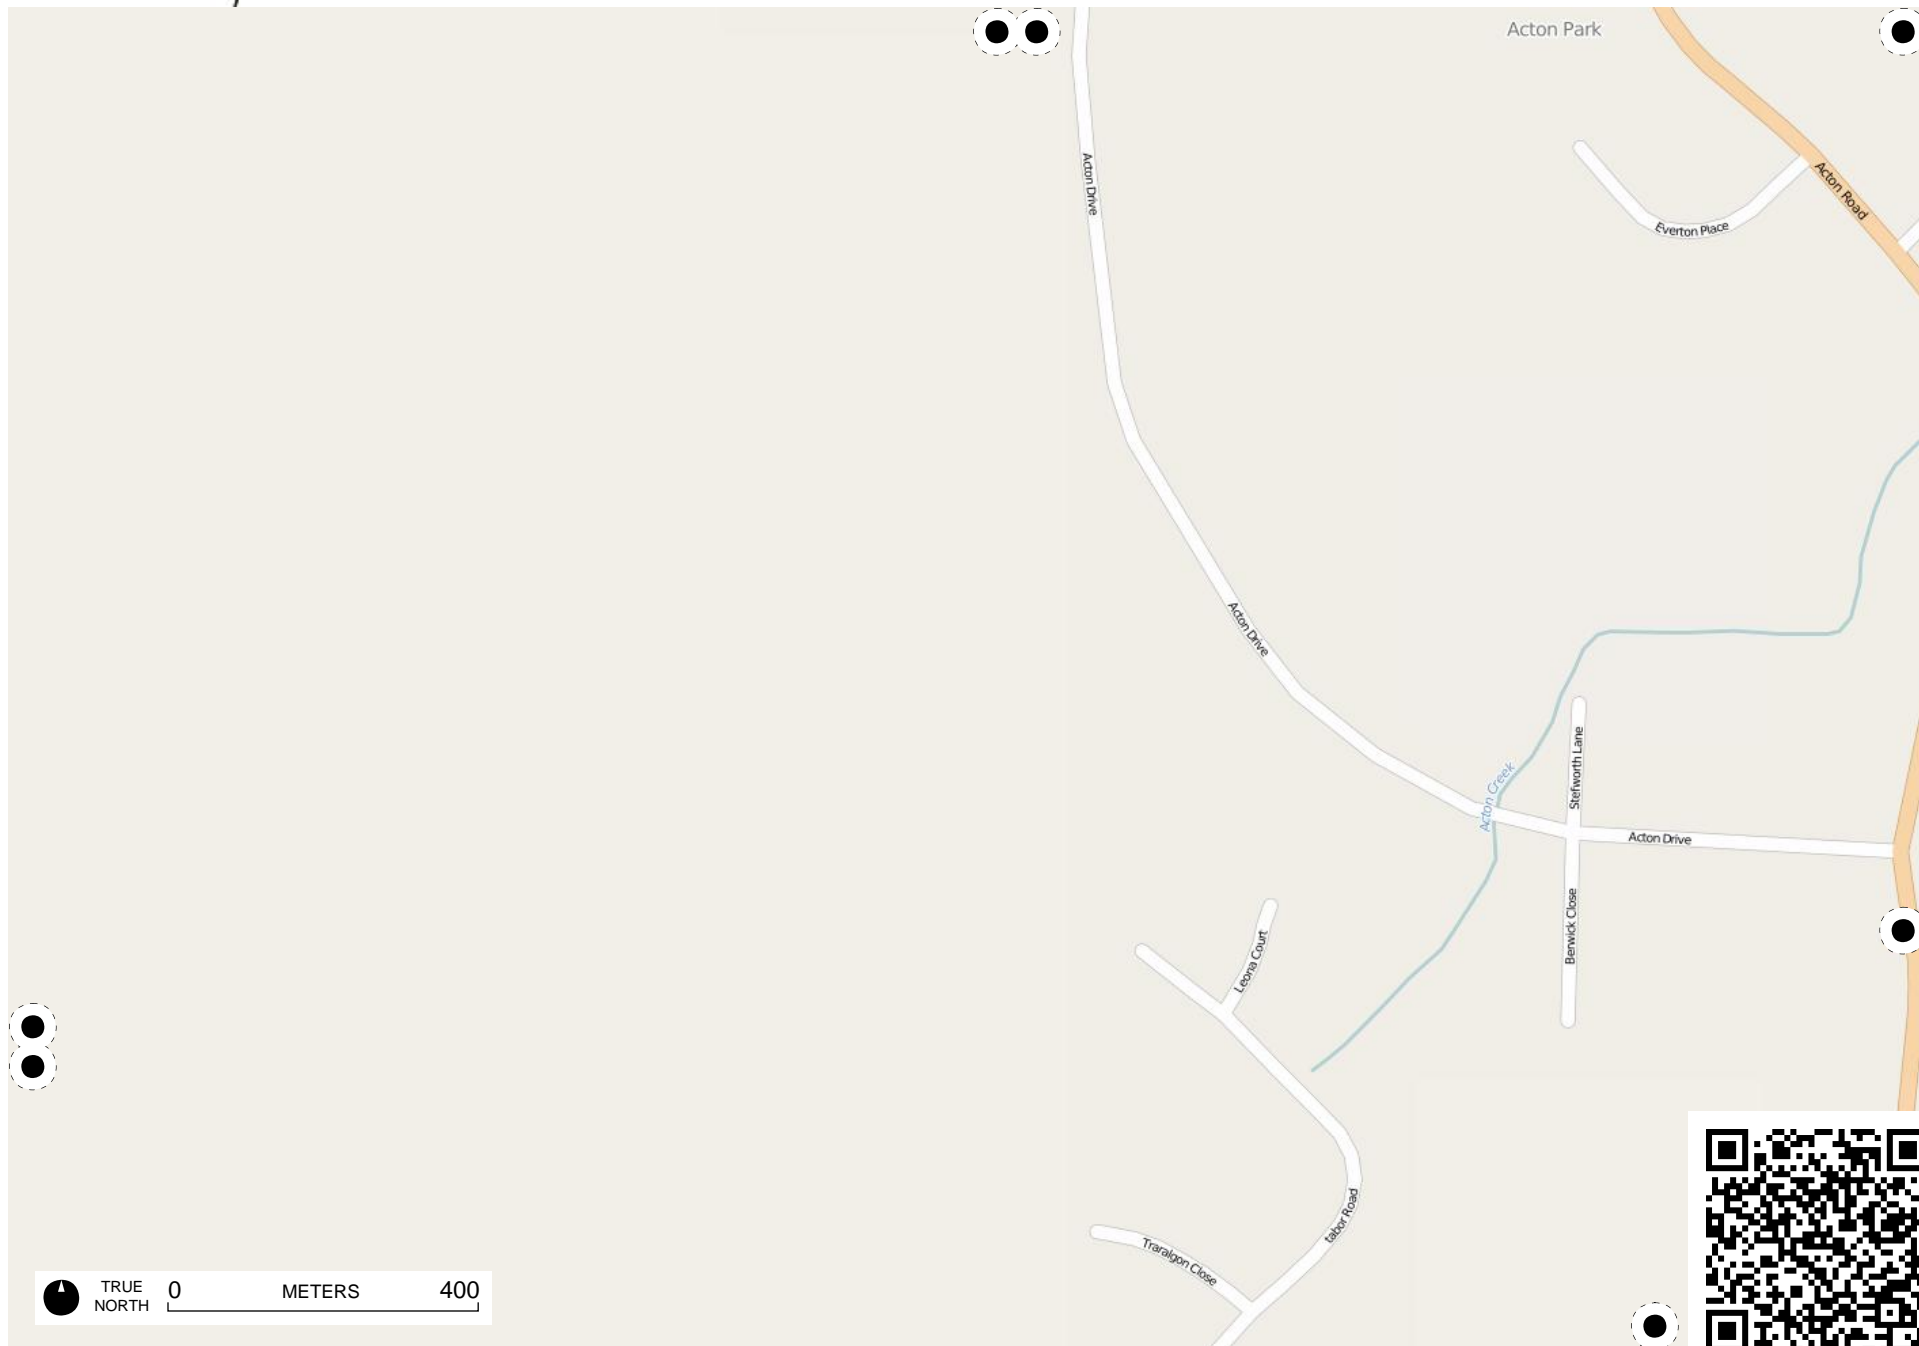 Acton Park
Acton Drive
Acton Road
Everton Place
Acton Drive
Stefworth Lane
Acton Creek
Acton Drive
Berwick Close
Leona Court
tabor Road
Traralgon Close
TRUE NORTH
0 METERS 400